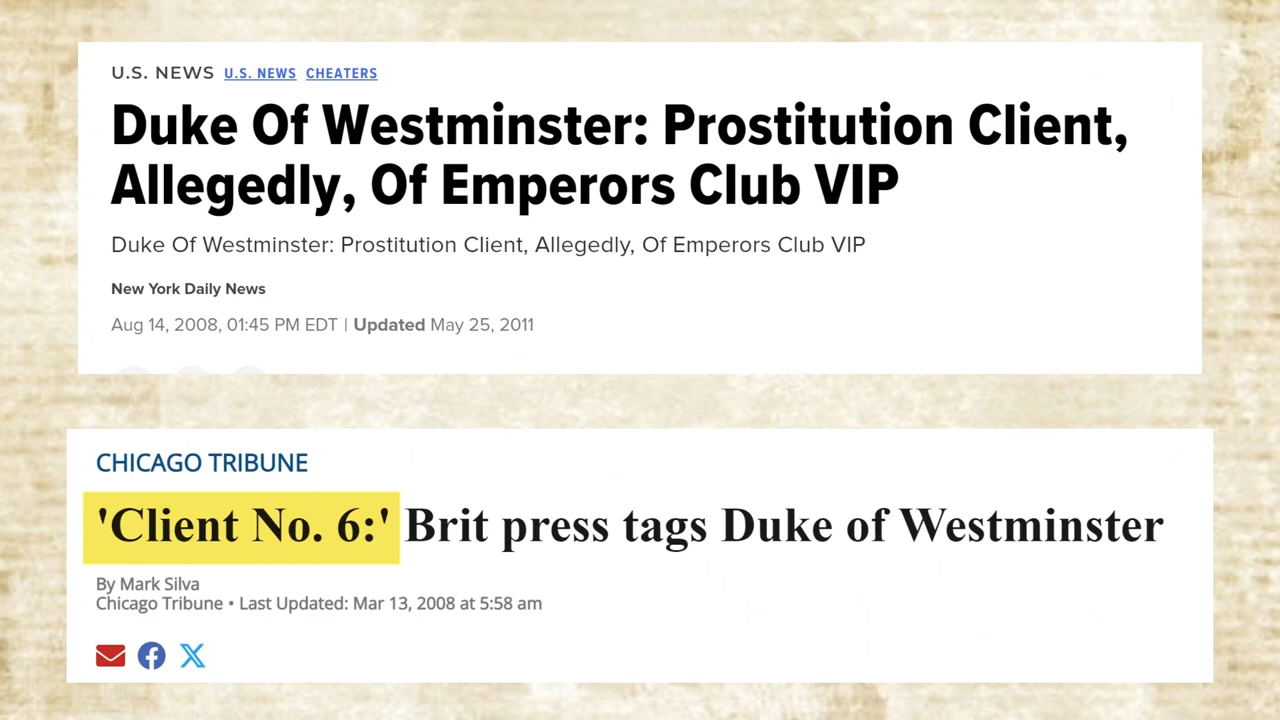 U.S. NEWS U.S. NEWS CHEATERS
Duke Of Westminster: Prostitution Client,
Allegedly, Of Emperors Club VIP
Duke Of Westminster: Prostitution Client, Allegedly, Of Emperors Club VIP
New York Daily News
Aug 14, 2008, 01:45 PM EDT | Updated May 25, 2011
CHICAGO TRIBUNE
'Client No. 6:' Brit press tags Duke of Westminster
By Mark Silva
Chicago Tribune • Last Updated: Mar 13, 2008 at 5:58 am